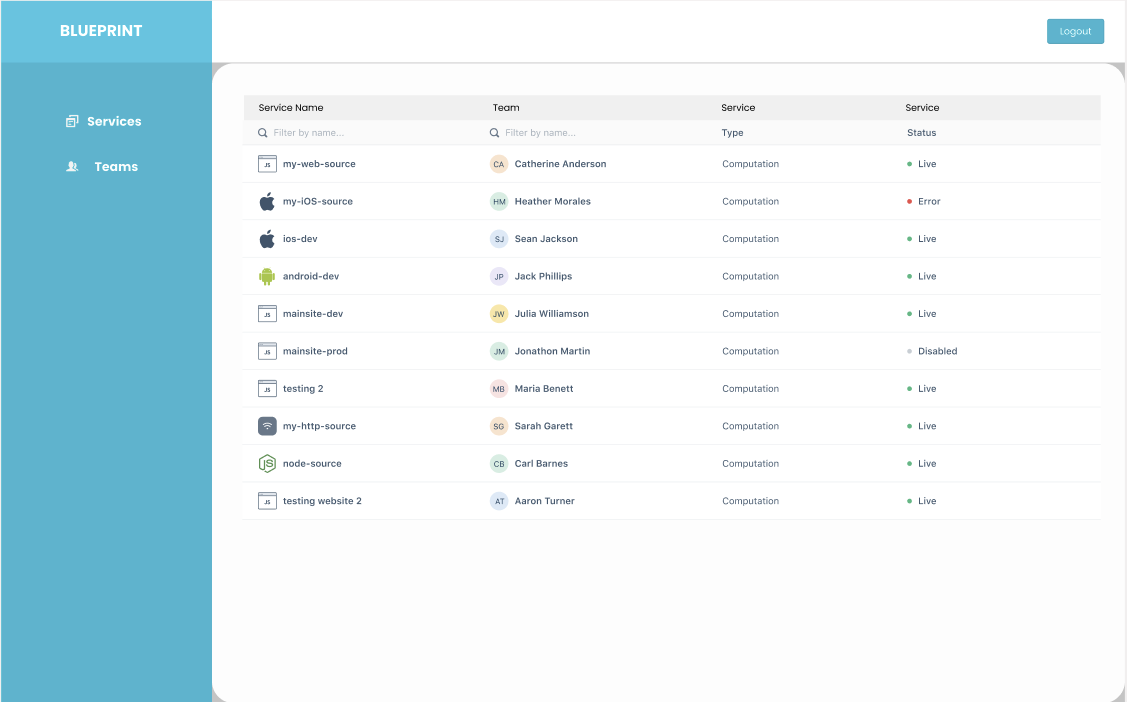 BLUEPRINT
Logout
Services
Teams
Service Name Team Service Service
Filter by name... Filter by name... Type Status
JS my-web-source CA Catherine Anderson Computation Live
my-iOS-source HM Heather Morales Computation Error
ios-dev SJ Sean Jackson Computation Live
android-dev JP Jack Phillips Computation Live
JS mainsite-dev JW Julia Williamson Computation Live
JS mainsite-prod JM Jonathon Martin Computation Disabled
JS testing 2 MB Maria Benett Computation Live
my-http-source SG Sarah Garett Computation Live
JS node-source CB Carl Barnes Computation Live
JS testing website 2 AT Aaron Turner Computation Live